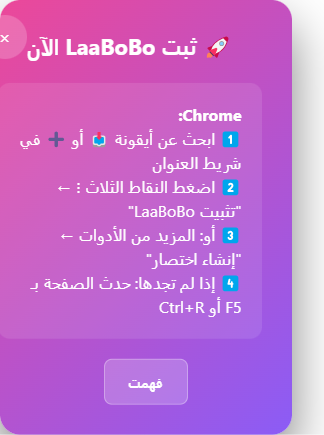 ×
🚀 ثبت LaaBoBo الآن
Chrome:
1️⃣ ابحث عن أيقونة 📥 أو ➕ في
شريط العنوان
2️⃣ اضغط النقاط الثلاث ⋮ ←
"تثبيت LaaBoBo"
3️⃣ أو: المزيد من الأدوات ←
"إنشاء اختصار"
4️⃣ إذا لم تجدها: حدث الصفحة بـ
F5 أو Ctrl+R
فهمت